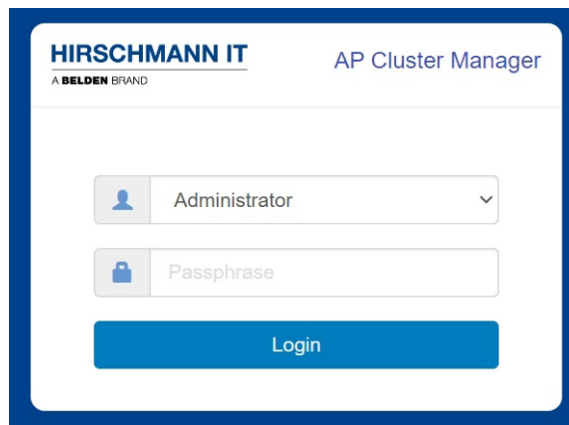 HIRSCHMANN IT
A BELDEN BRAND
AP Cluster Manager
Administrator
Passphrase
Login